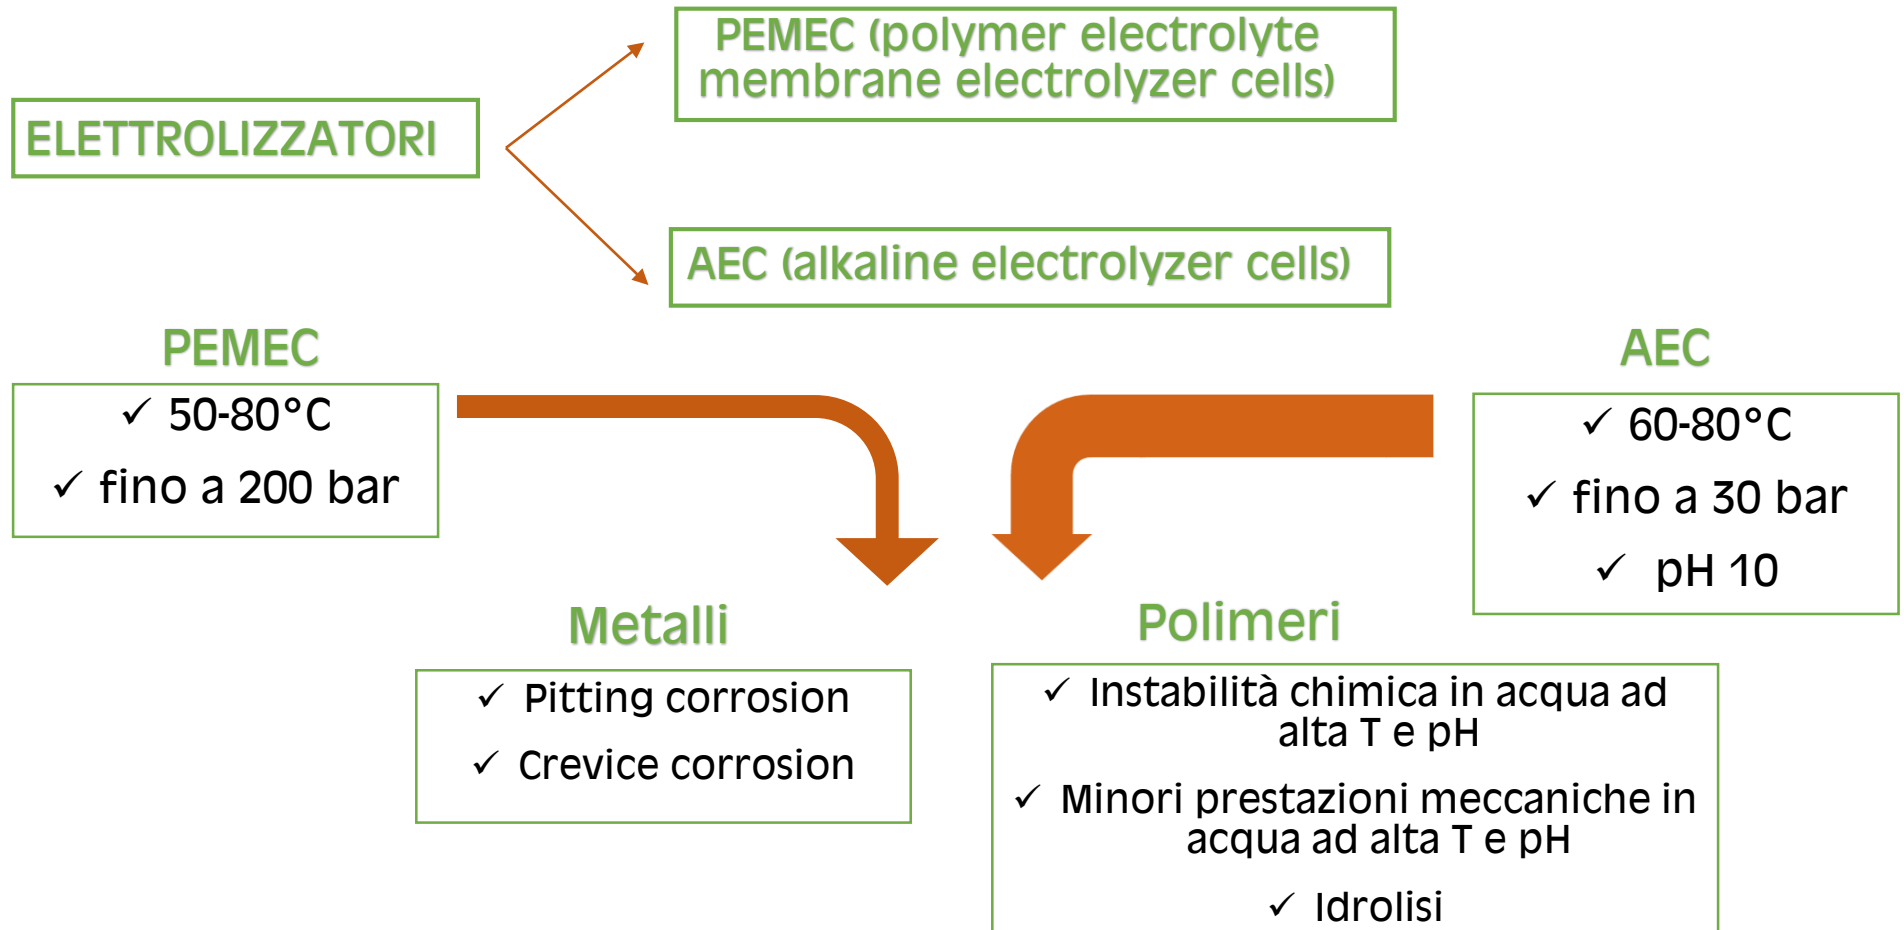 PEMEC (polymer electrolyte
membrane electrolyzer cells)
ELETTROLIZZATORI
AEC (alkaline electrolyzer cells)
PEMEC
✓ 50-80°C
✓ fino a 200 bar
AEC
✓ 60-80°C
✓ fino a 30 bar
✓ pH 10
Metalli
✓ Pitting corrosion
✓ Crevice corrosion
Polimeri
✓ Instabilità chimica in acqua ad
alta T e pH
✓ Minori prestazioni meccaniche in
acqua ad alta T e pH
✓ Idrolisi